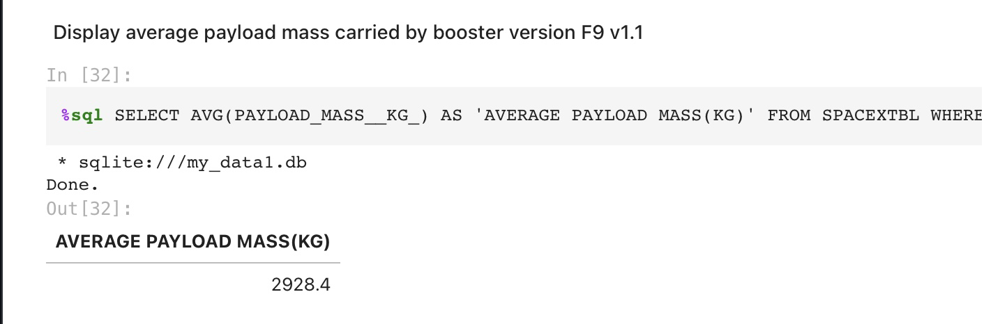 Display average payload mass carried by booster version F9 v1.1
In [32]:
%sql SELECT AVG(PAYLOAD_MASS__KG_) AS 'AVERAGE PAYLOAD MASS(KG)' FROM SPACEXTBL WHERE
* sqlite:///my_data1.db
Done.
Out[32]:
AVERAGE PAYLOAD MASS(KG)
2928.4